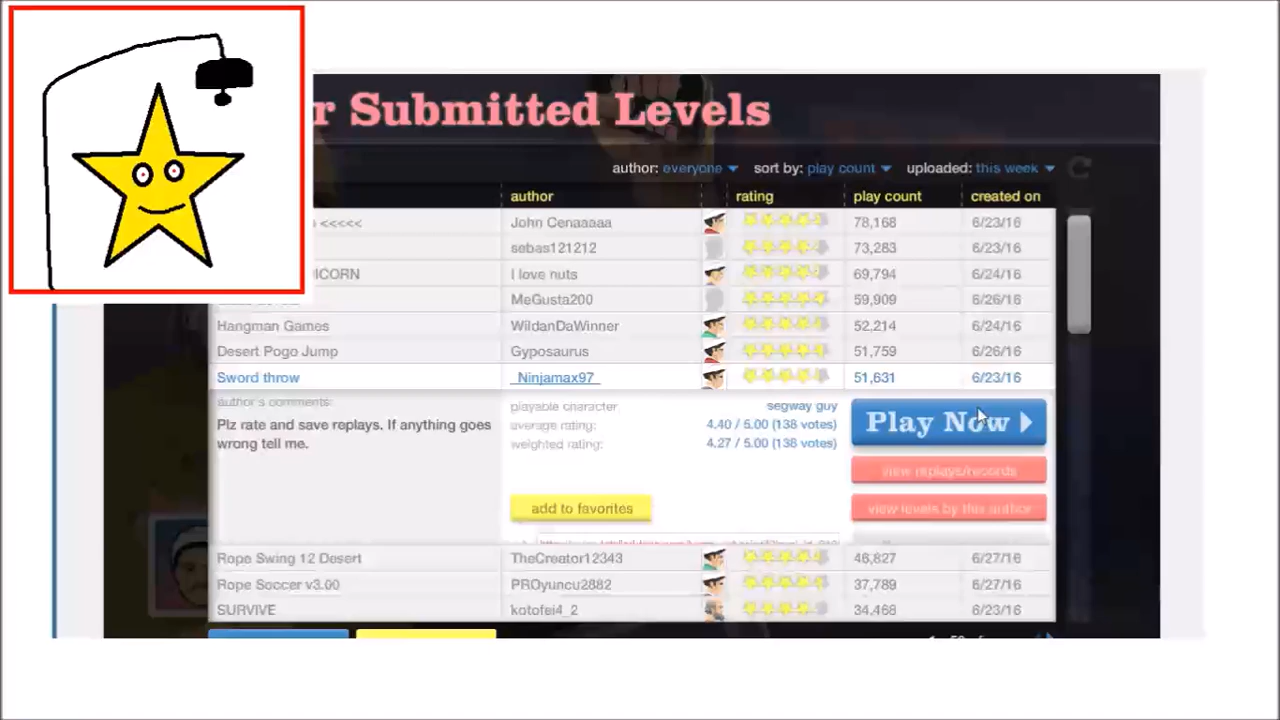 r Submitted Levels
author: everyone sort by: play count uploaded: this week
author rating play count created on
<<<<< John Cenaaaaa 78,168 6/23/16
sebas121212 73,283 6/23/16
ICORN I love nuts 69,794 6/24/16
MeGusta200 59,909 6/26/16
Hangman Games WildanDaWinner 52,214 6/24/16
Desert Pogo Jump Gyposaurus 51,759 6/26/16
Sword throw _Ninjamax97_ 51,631 6/23/16
author's comments:
Plz rate and save replays. If anything goes
wrong tell me.
playable character: segway guy
average rating: 4.40 / 5.00 (138 votes)
weighted rating: 4.27 / 5.00 (138 votes)
add to favorites
Play Now
view replays/records
view levels by this author
Rope Swing 12 Desert TheCreator12343 46,827 6/27/16
Rope Soccer v3.00 PROyuncu2882 37,789 6/27/16
SURVIVE kotofei4_2 34,468 6/23/16